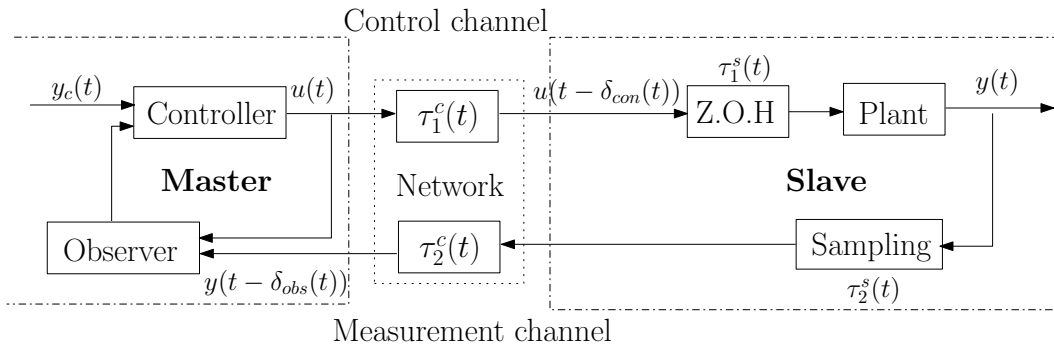 Control channel
y_c(t)
u(t)
Controller
τ_1^c(t)
u(t − δ_con(t))
τ_1^s(t)
Z.O.H
Plant
y(t)
Master
Network
Slave
Observer
τ_2^c(t)
Sampling
y(t − δ_obs(t))
τ_2^s(t)
Measurement channel